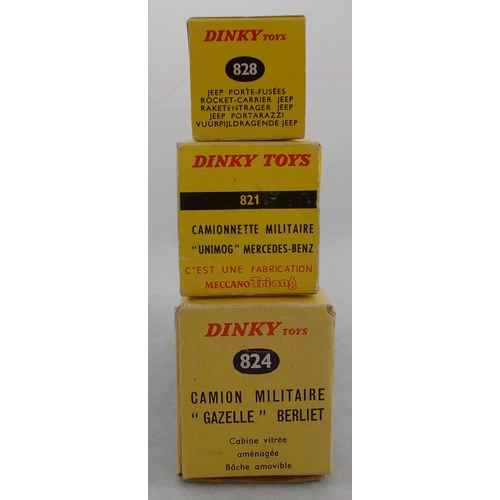 DINKY TOYS
828
JEEP PORTE-FUSÉES
ROCKET-CARRIER JEEP
RAKETENTRAGER JEEP
JEEP PORTARAZZI
VUURPIJLDRAGENDE JEEP
DINKY TOYS
821
CAMIONNETTE MILITAIRE
"UNIMOG" MERCEDES-BENZ
C'EST UNE FABRICATION
MECCANO Triang
DINKY TOYS
824
CAMION MILITAIRE
"GAZELLE" BERLIET
Cabine vitrée
aménagée
Bâche amovible